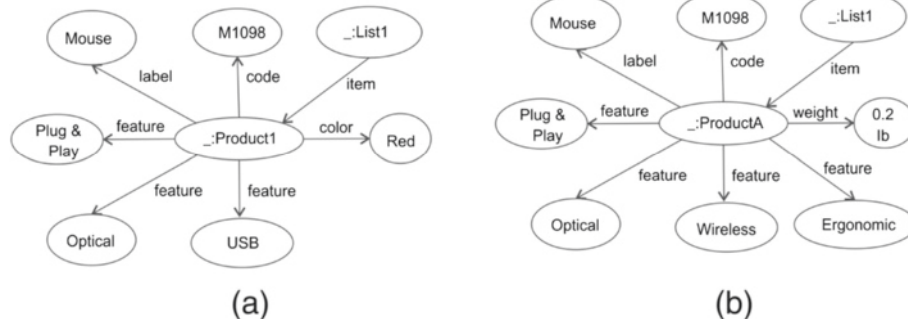 Mouse
M1098
_:List1
label
code
item
Plug &
Play
feature
_:Product1
color
Red
feature
feature
Optical
USB
(a)
Mouse
M1098
_:List1
label
code
item
Plug &
Play
feature
_:ProductA
weight
0.2
lb
feature
feature
feature
Optical
Wireless
Ergonomic
(b)